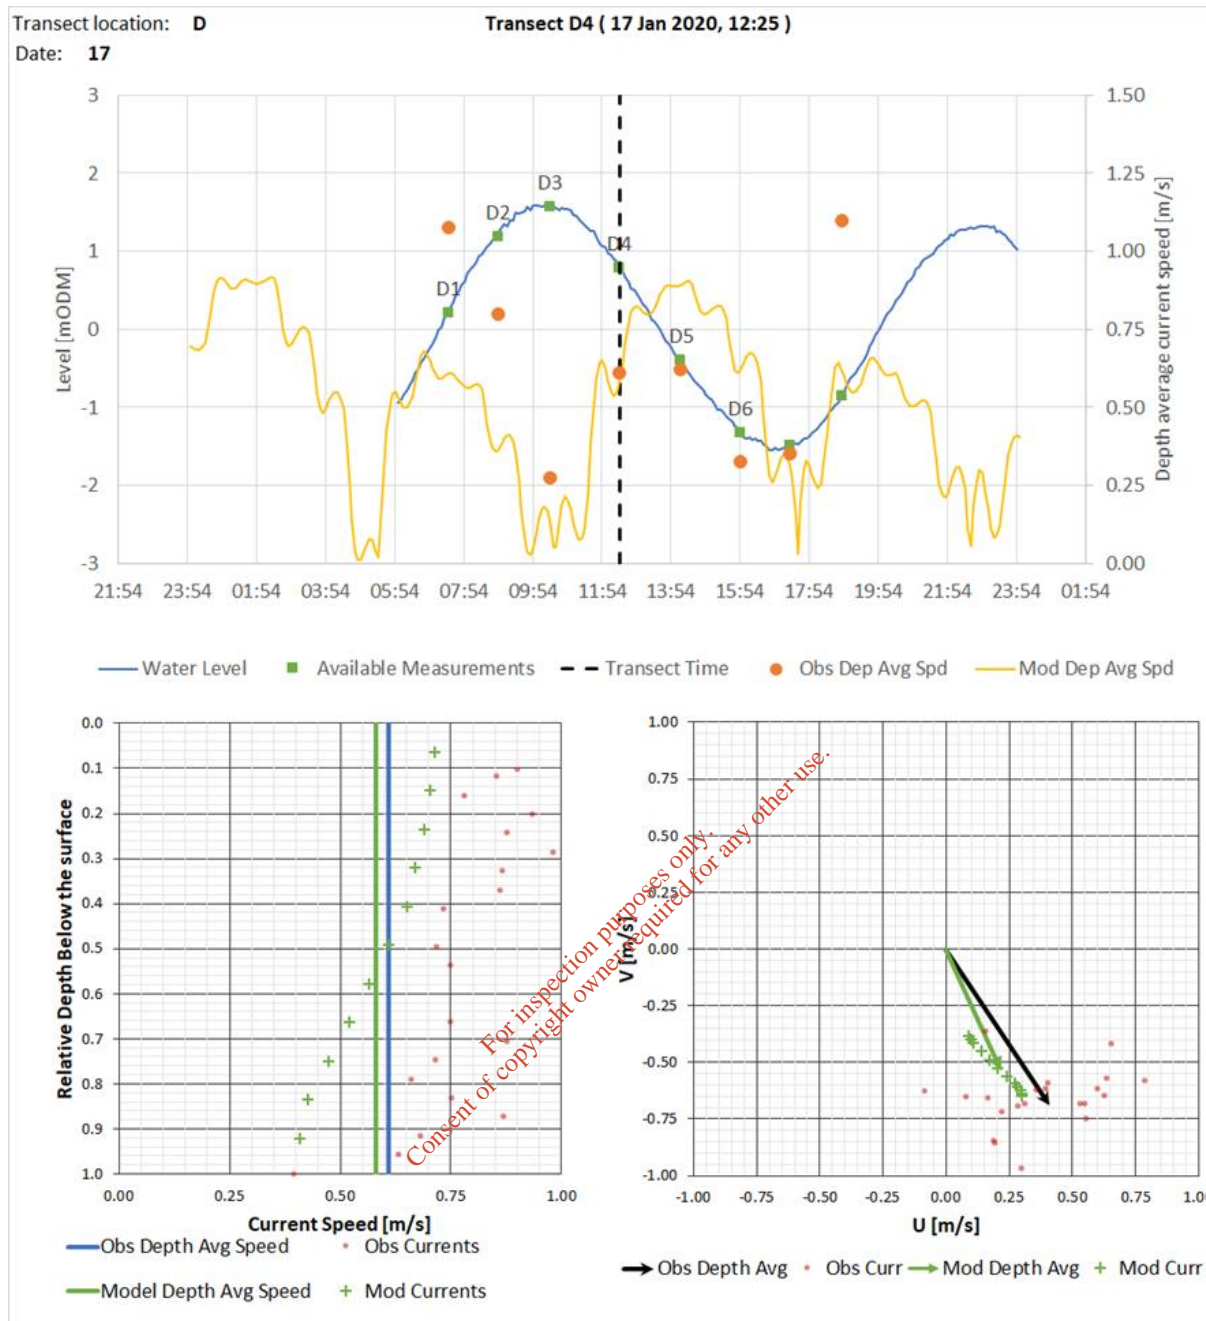 Transect location: D
Transect D4 ( 17 Jan 2020, 12:25 )
Date: 17
3
2
1
0
-1
-2
-3
Level [mODM]
1.50
1.25
1.00
0.75
0.50
0.25
0.00
Depth average current speed [m/s]
D1
D2
D3
D4
D5
D6
21:54 23:54 01:54 03:54 05:54 07:54 09:54 11:54 13:54 15:54 17:54 19:54 21:54 23:54 01:54
Water Level Available Measurements Transect Time Obs Dep Avg Spd Mod Dep Avg Spd
0.0
0.1
0.2
0.3
0.4
0.5
0.6
0.7
0.8
0.9
1.0
Relative Depth Below the surface
0.00 0.25 0.50 0.75 1.00
Current Speed [m/s]
Obs Depth Avg Speed Obs Currents
Model Depth Avg Speed Mod Currents
1.00
0.75
0.50
0.25
0.00
-0.25
-0.50
-0.75
-1.00
V [m/s]
-1.00 -0.75 -0.50 -0.25 0.00 0.25 0.50 0.75 1.00
U [m/s]
Obs Depth Avg Obs Curr Mod Depth Avg Mod Curr
For inspection purposes only.
Consent of copyright owner required for any other use.